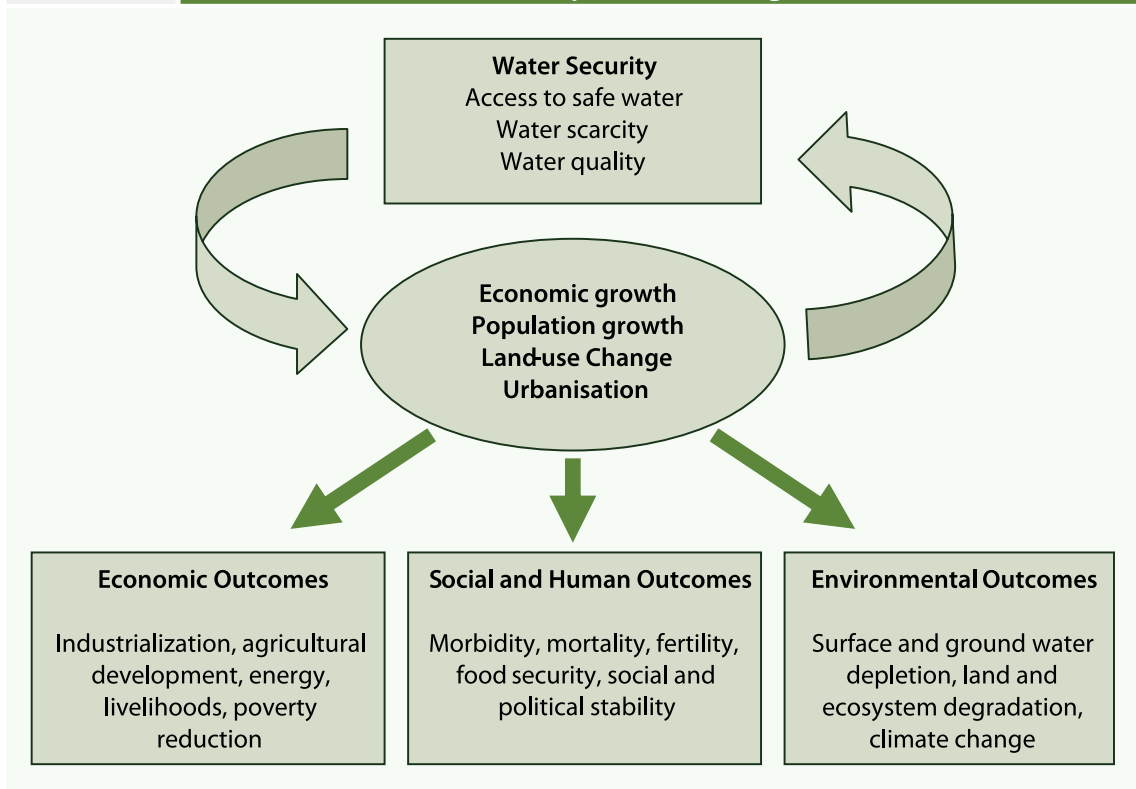 Water Security
Access to safe water
Water scarcity
Water quality
Economic growth
Population growth
Land-use Change
Urbanisation
Economic Outcomes
Industrialization, agricultural
development, energy,
livelihoods, poverty
reduction
Social and Human Outcomes
Morbidity, mortality, fertility,
food security, social and
political stability
Environmental Outcomes
Surface and ground water
depletion, land and
ecosystem degradation,
climate change